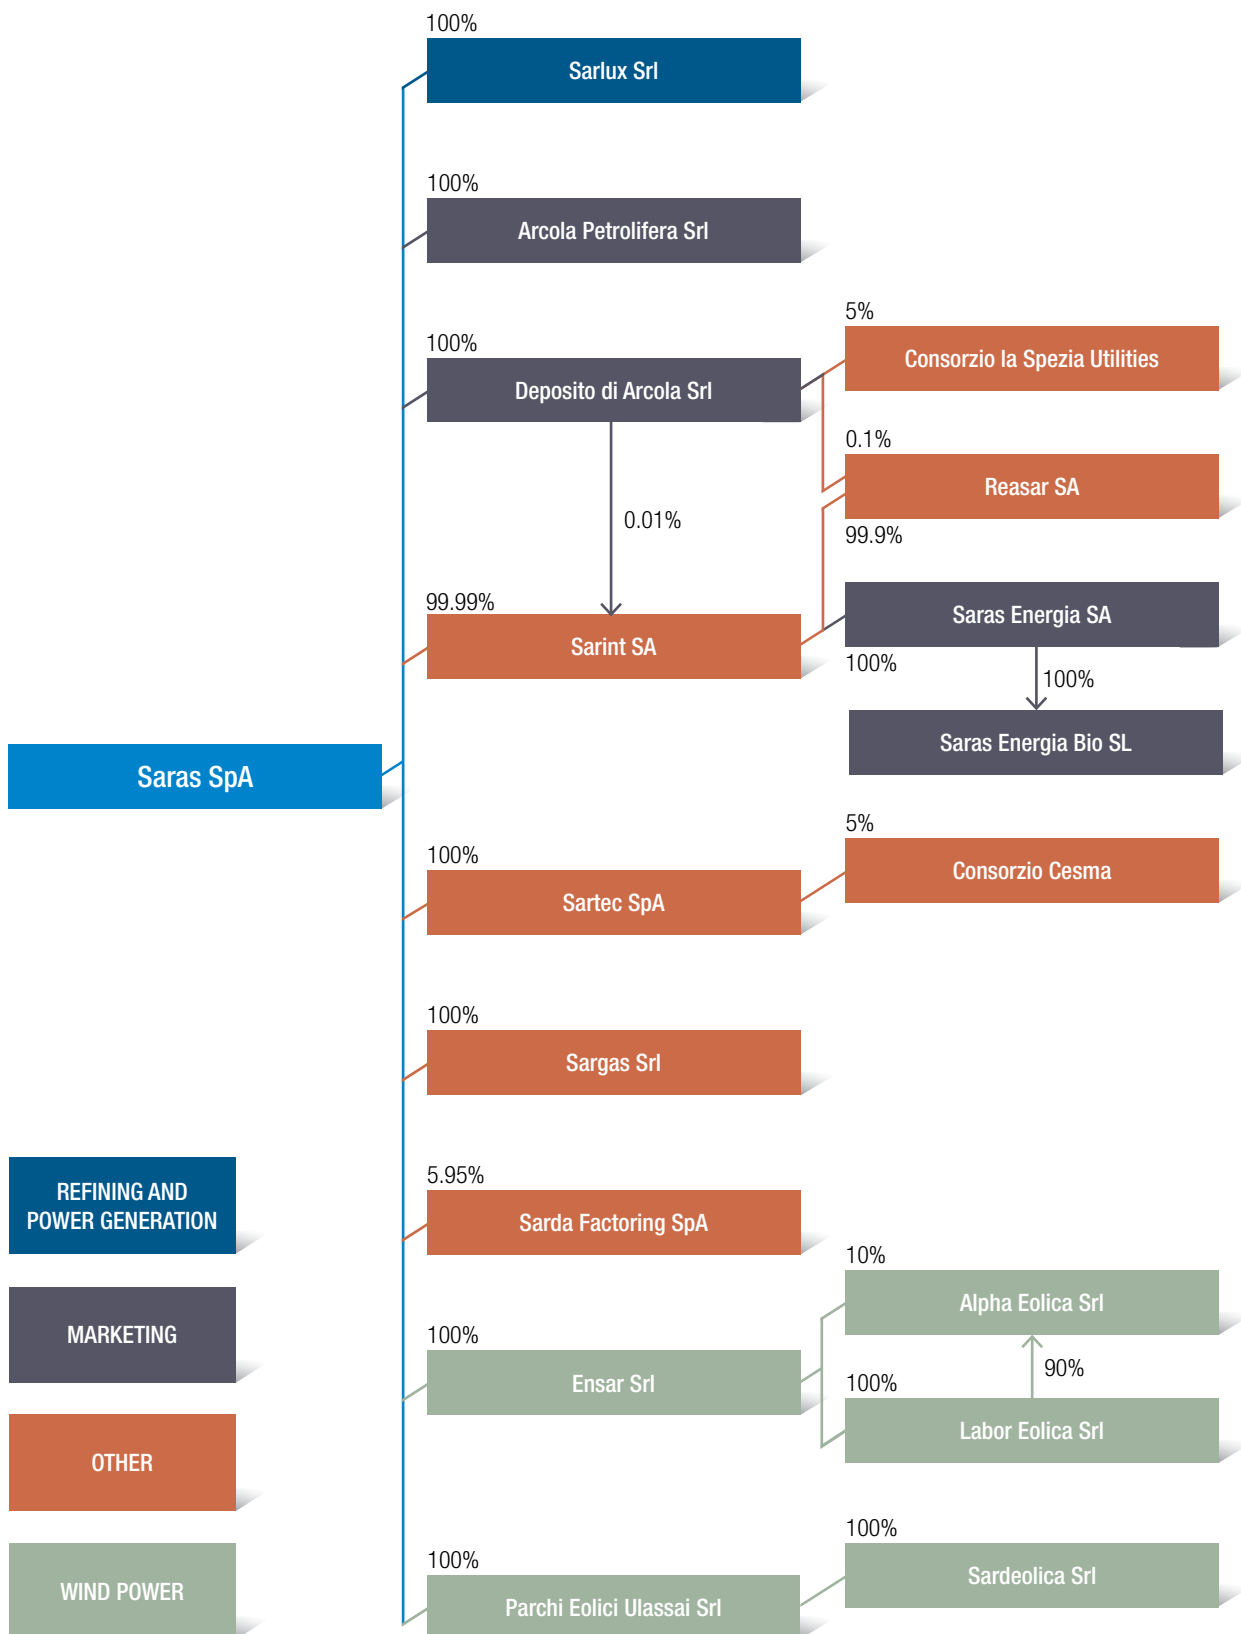 100%
Sarlux Srl
100%
Arcola Petrolifera Srl
5%
Consorzio la Spezia Utilities
100%
Deposito di Arcola Srl
0.1%
Reasar SA
0.01%
99.9%
99.99%
Sarint SA
Saras Energia SA
100%
100%
Saras Energia Bio SL
Saras SpA
5%
Consorzio Cesma
100%
Sartec SpA
100%
Sargas Srl
REFINING AND
POWER GENERATION
5.95%
Sarda Factoring SpA
10%
Alpha Eolica Srl
MARKETING
100%
Ensar Srl
90%
100%
Labor Eolica Srl
OTHER
100%
Sardeolica Srl
WIND POWER
100%
Parchi Eolici Ulassai Srl